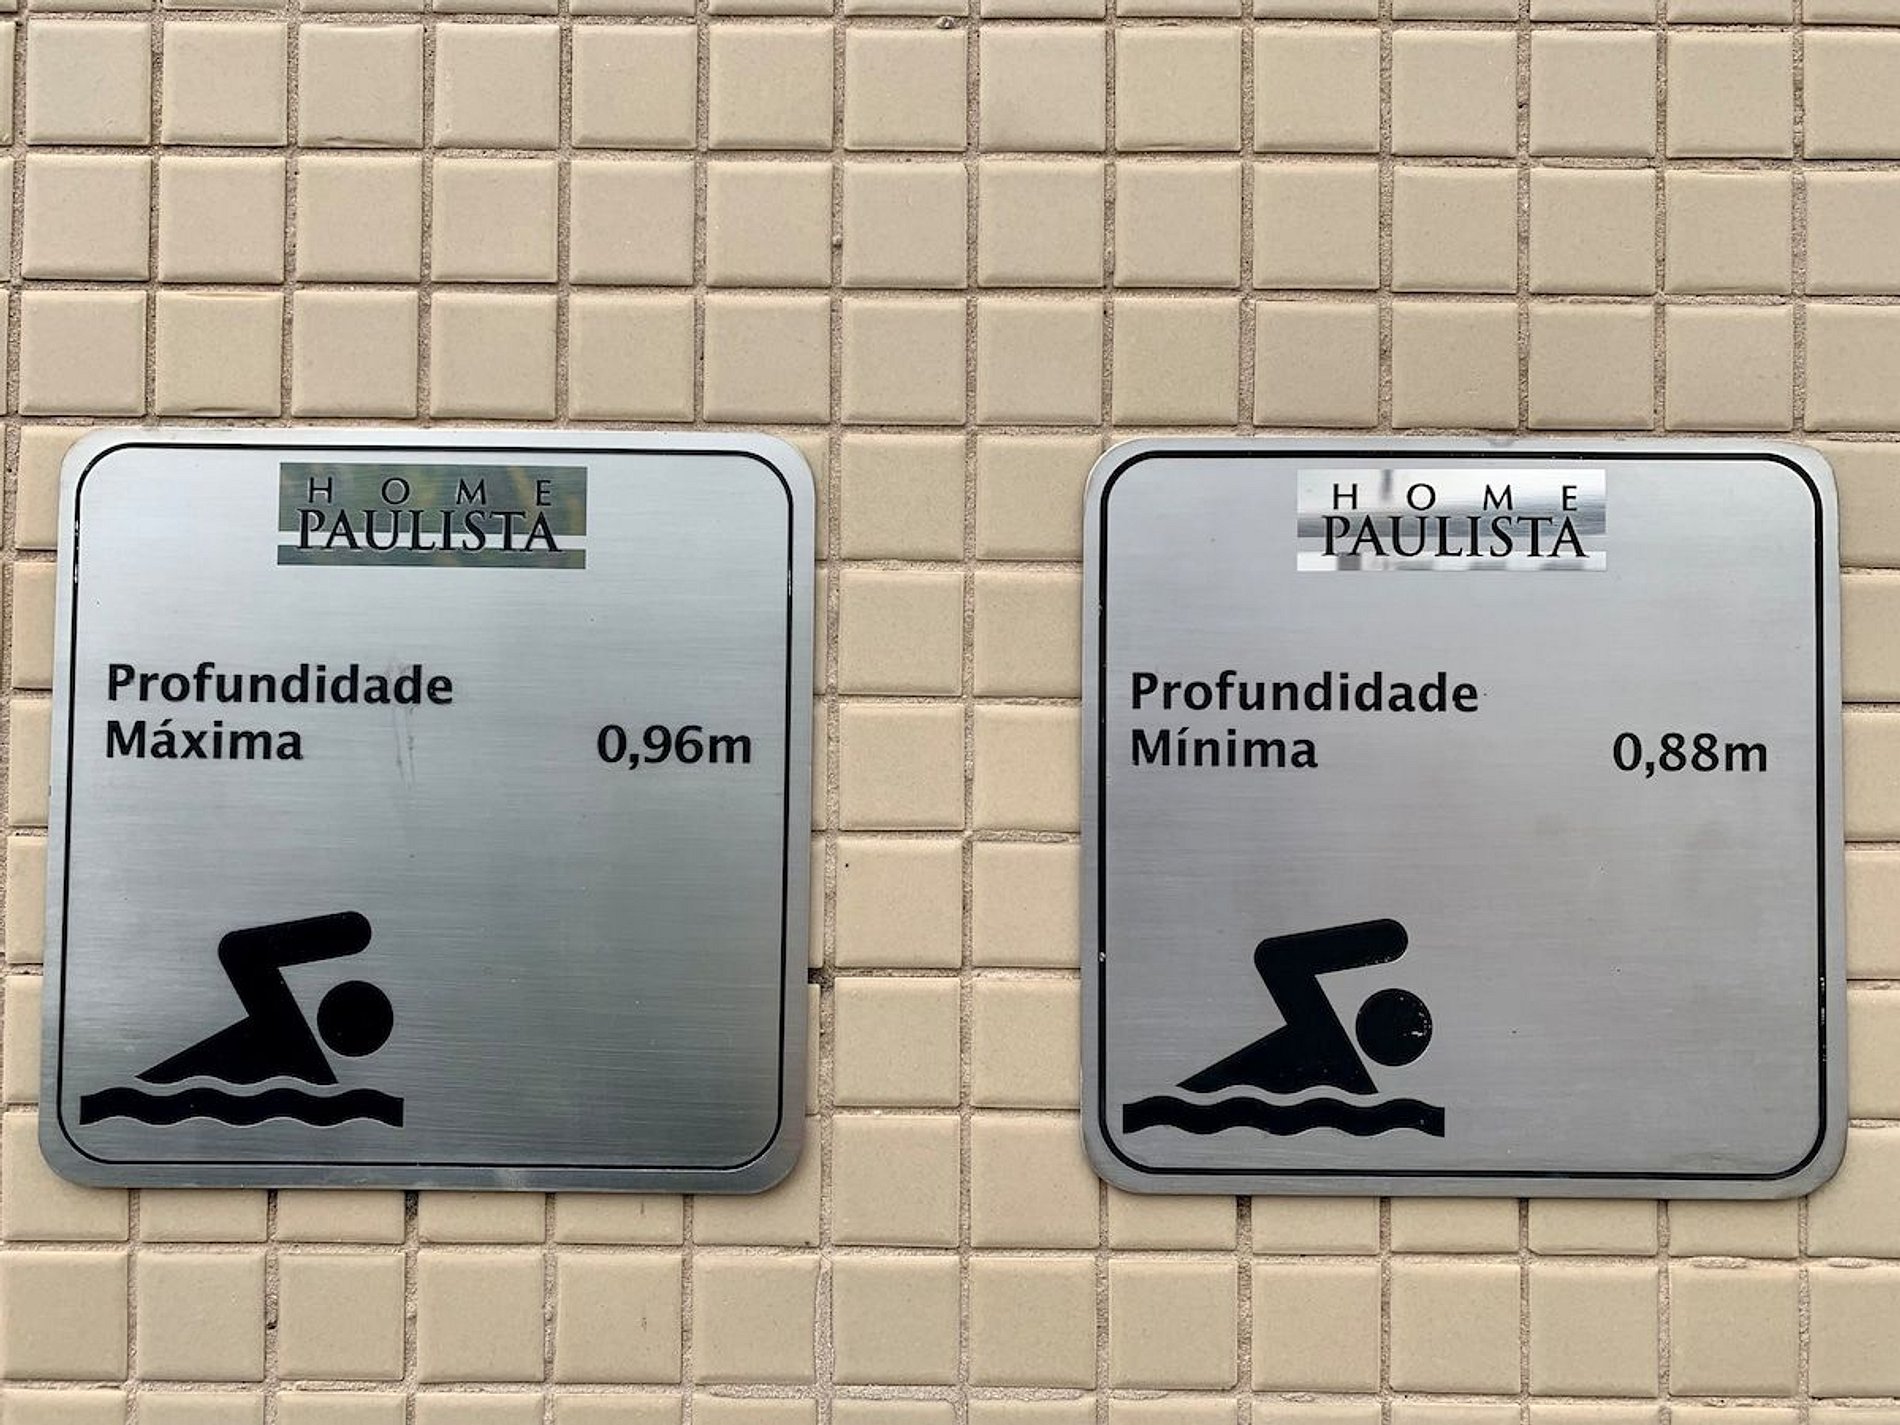 HOME
PAULISTA
Profundidade
Máxima 0,96m
HOME
PAULISTA
Profundidade
Mínima 0,88m